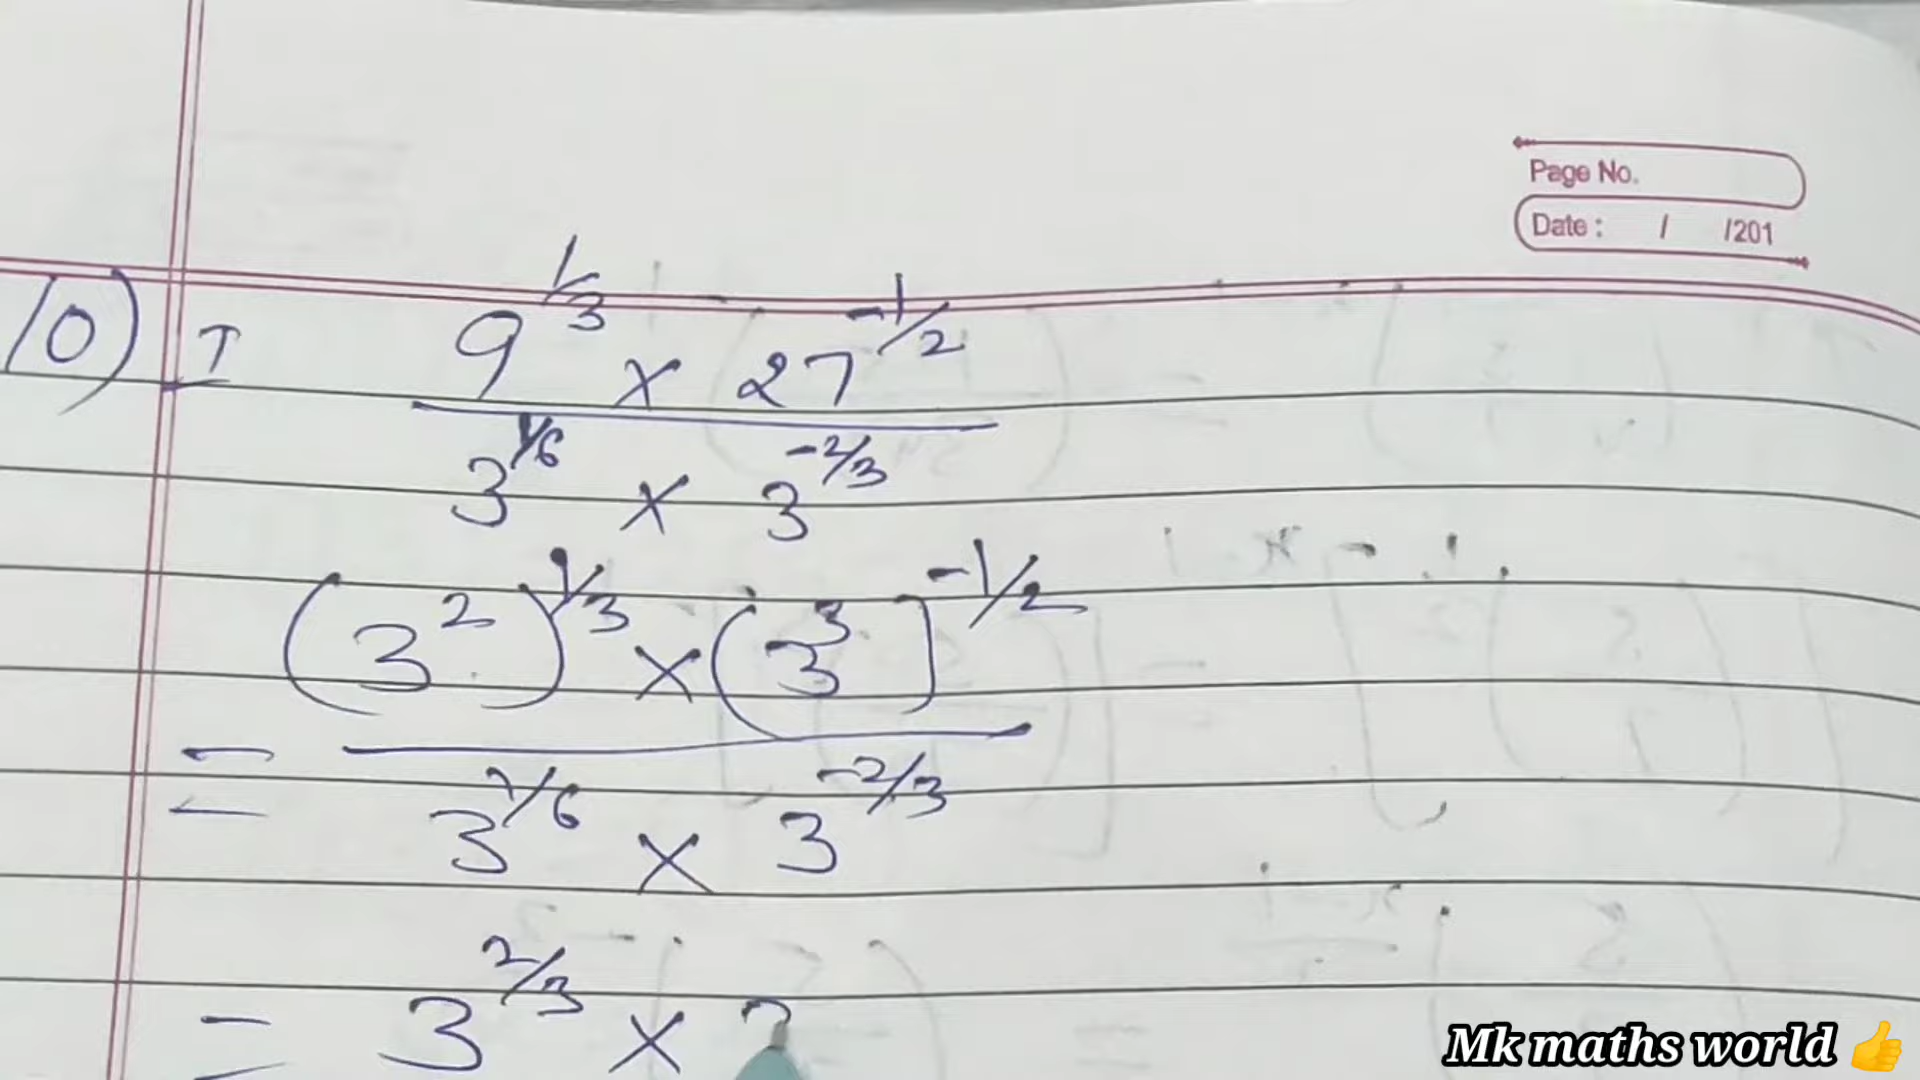 Page No.
Date : / /201
10) I 9^1/3 × 27^-1/2
3^1/6 × 3^-2/3
(3^2)^1/3 × (3^3)^-1/2
=
3^1/6 × 3^-2/3
= 3^2/3 ×
Mk maths world 👍